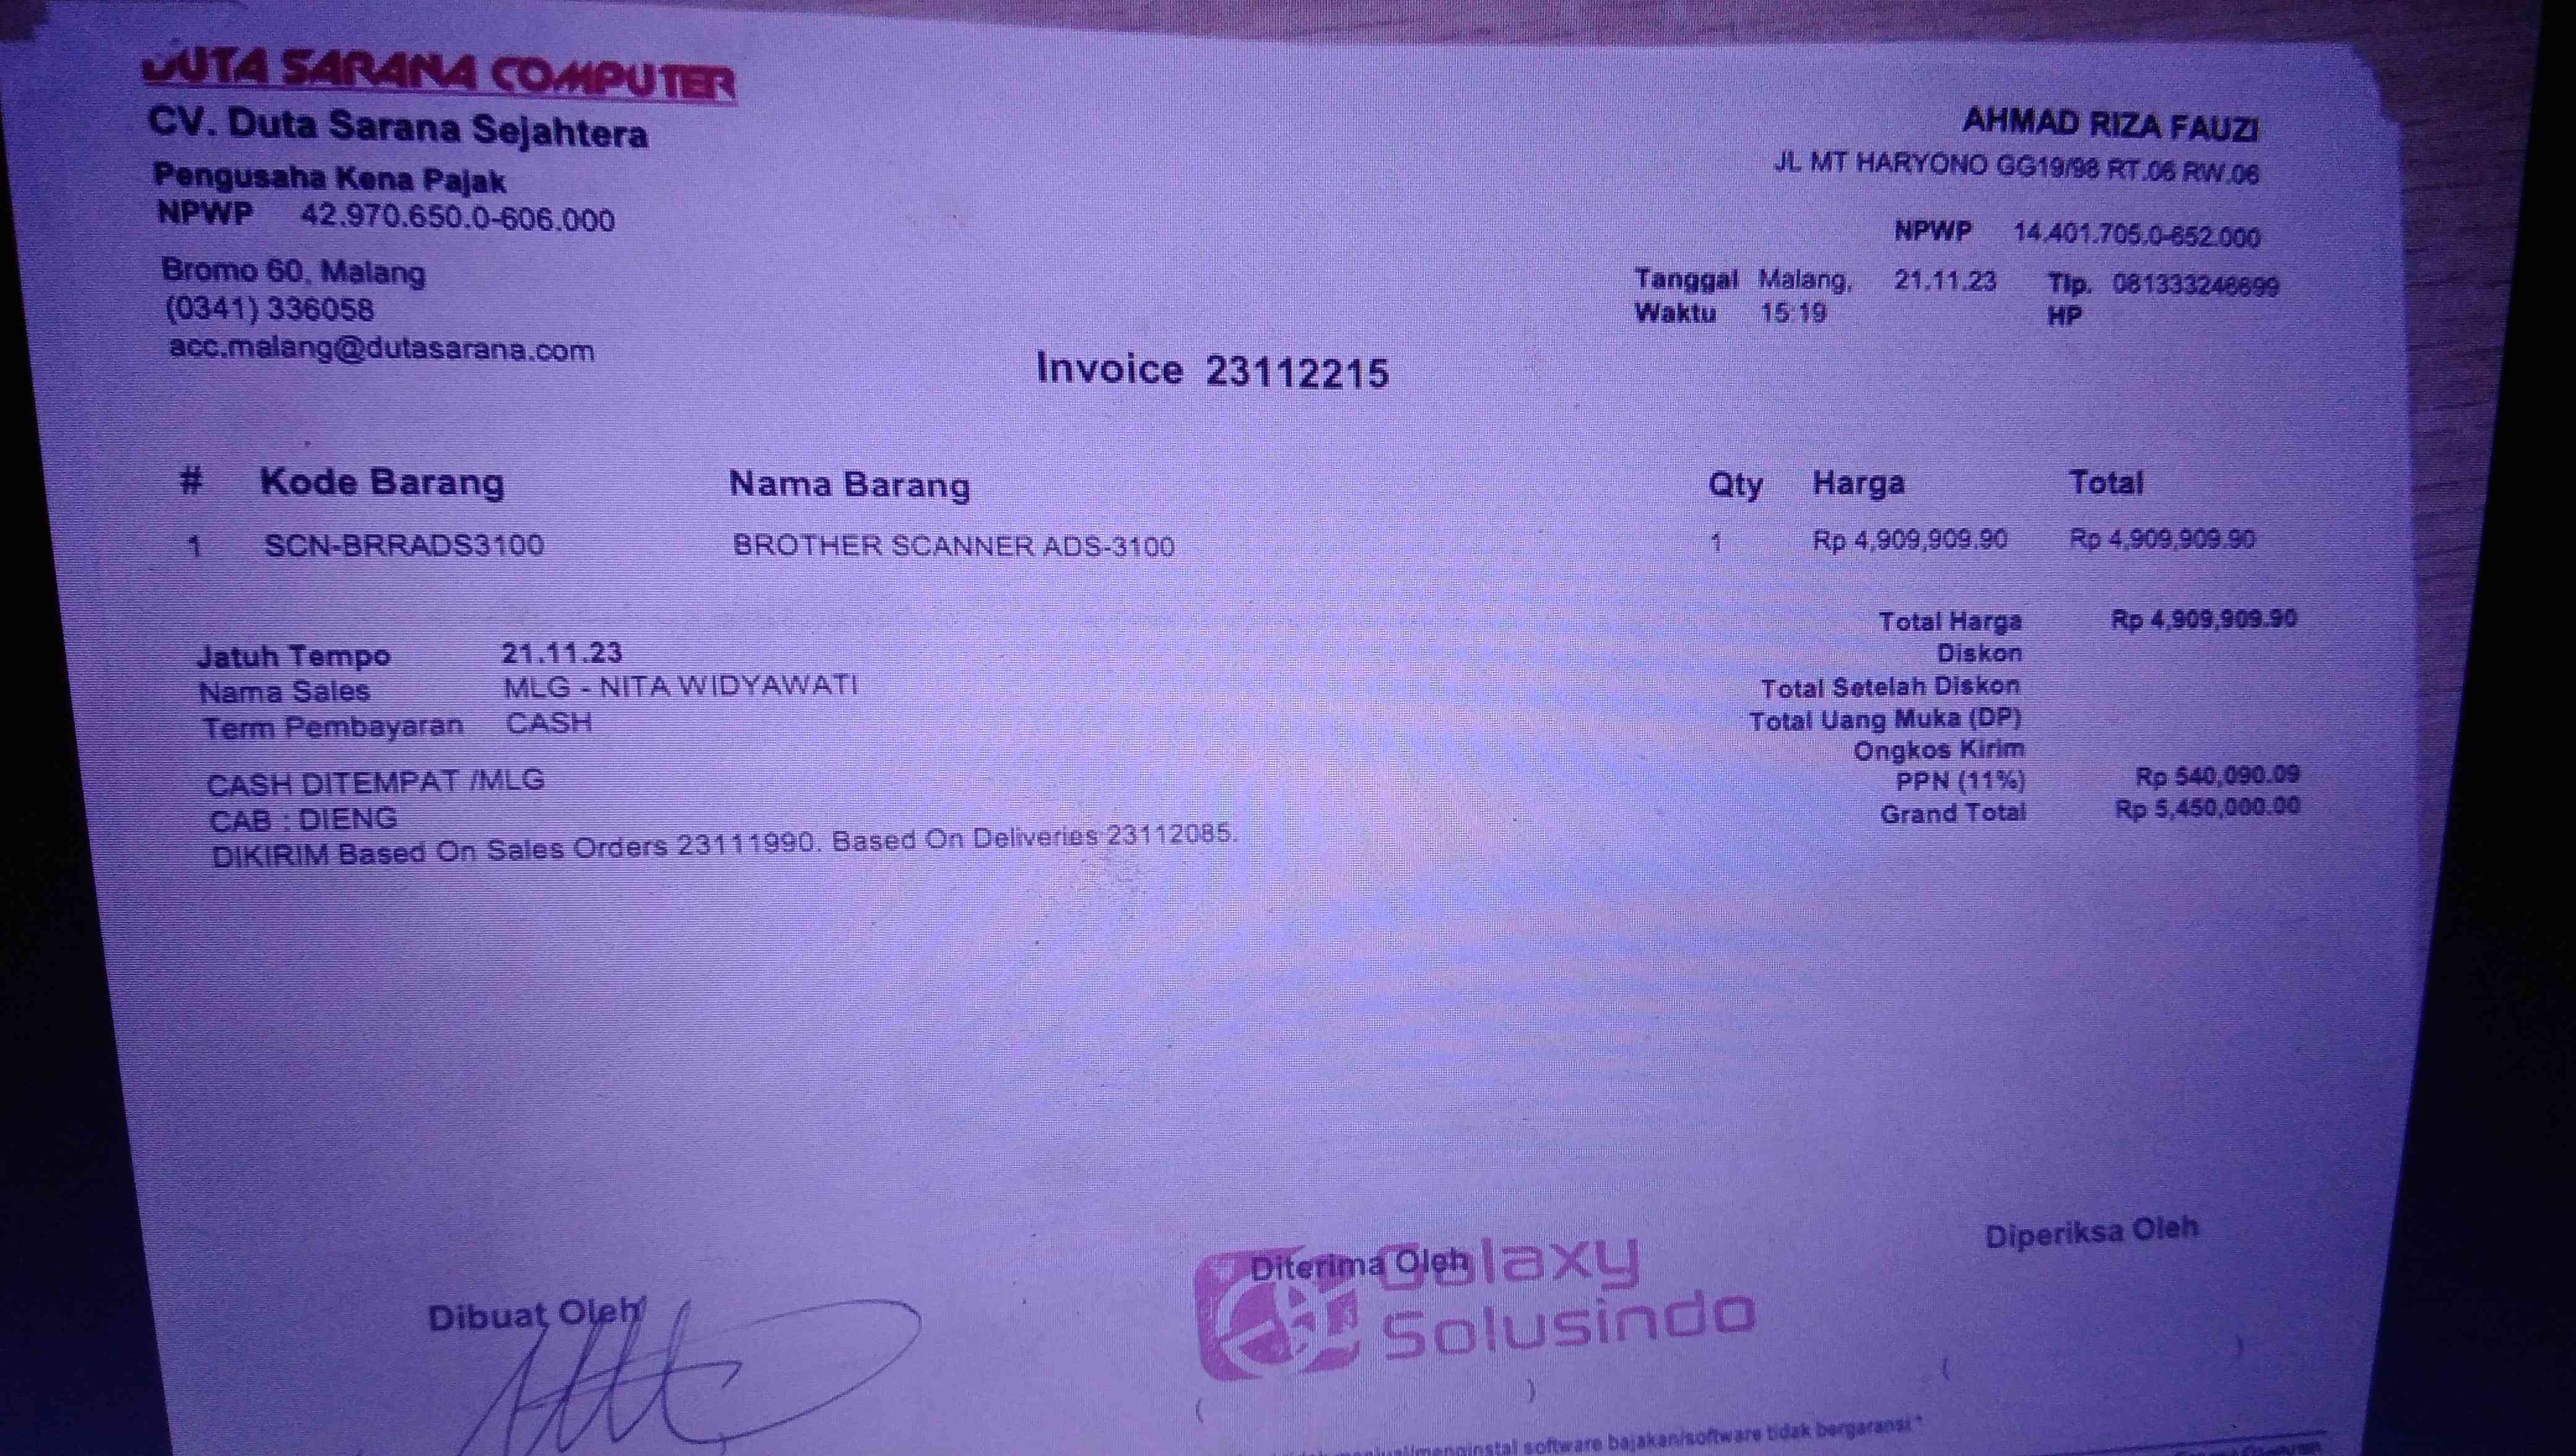 DUTA SARANA COMPUTER
CV. Duta Sarana Sejahtera
Pengusaha Kena Pajak
NPWP 42.970.650.0-606.000
Bromo 60, Malang
(0341) 336058
acc.malang@dutasarana.com
AHMAD RIZA FAUZI
JL MT HARYONO GG19/98 RT.06 RW.06
NPWP 14.401.705.0-652.000
Tanggal Malang, 21.11.23 Tlp. 081333248699
Waktu 15:19 HP
Invoice 23112215
# Kode Barang Nama Barang Qty Harga Total
1 SCN-BRRADS3100 BROTHER SCANNER ADS-3100 1 Rp 4,909,909.90 Rp 4,909,909.90
Total Harga Rp 4,909,909.90
Diskon
Total Setelah Diskon
Total Uang Muka (DP)
Ongkos Kirim
PPN (11%) Rp 540,090.09
Grand Total Rp 5,450,000.00
Jatuh Tempo 21.11.23
Nama Sales MLG - NITA WIDYAWATI
Term Pembayaran CASH
CASH DITEMPAT /MLG
CAB : DIENG
DIKIRIM Based On Sales Orders 23111990. Based On Deliveries 23112085.
Dibuat Oleh
Diterima Oleh
Diperiksa Oleh
Galaxy
Solusindo
( )
( )
software bajakan/software tidak bergaransi *